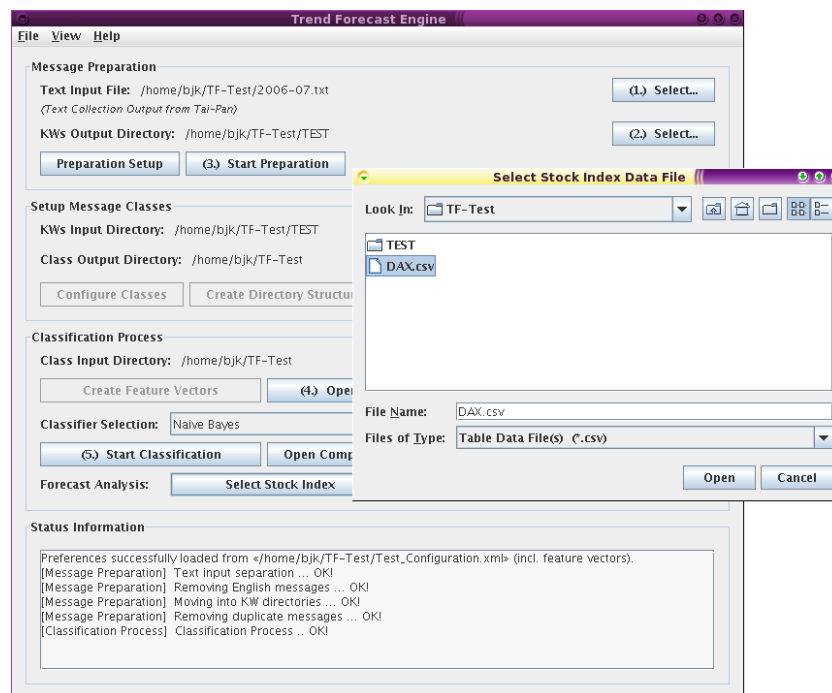 Trend Forecast Engine
File View Help
Message Preparation
Text Input File: /home/bjk/TF-Test/2006-07.txt
(1.) Select...
(Text Collection Output from Tai-Pan)
KWs Output Directory: /home/bjk/TF-Test/TEST
(2.) Select...
Preparation Setup
(3.) Start Preparation
Setup Message Classes
KWs Input Directory: /home/bjk/TF-Test/TEST
Class Output Directory: /home/bjk/TF-Test
Configure Classes
Create Directory Structu
Classification Process
Class Input Directory: /home/bjk/TF-Test
Create Feature Vectors
(4.) Ope
Classifier Selection: Naive Bayes
(5.) Start Classification
Open Comp
Forecast Analysis: Select Stock Index
Select Stock Index Data File
Look In: TF-Test
TEST
DAX.csv
File Name: DAX.csv
Files of Type: Table Data File(s) (*.csv)
Open
Cancel
Status Information
Preferences successfully loaded from «/home/bjk/TF-Test/Test_Configuration.xml» (incl. feature vectors).
[Message Preparation] Text input separation ... OK!
[Message Preparation] Removing English messages ... OK!
[Message Preparation] Moving into KW directories ... OK!
[Message Preparation] Removing duplicate messages ... OK!
[Classification Process] Classification Process .. OK!